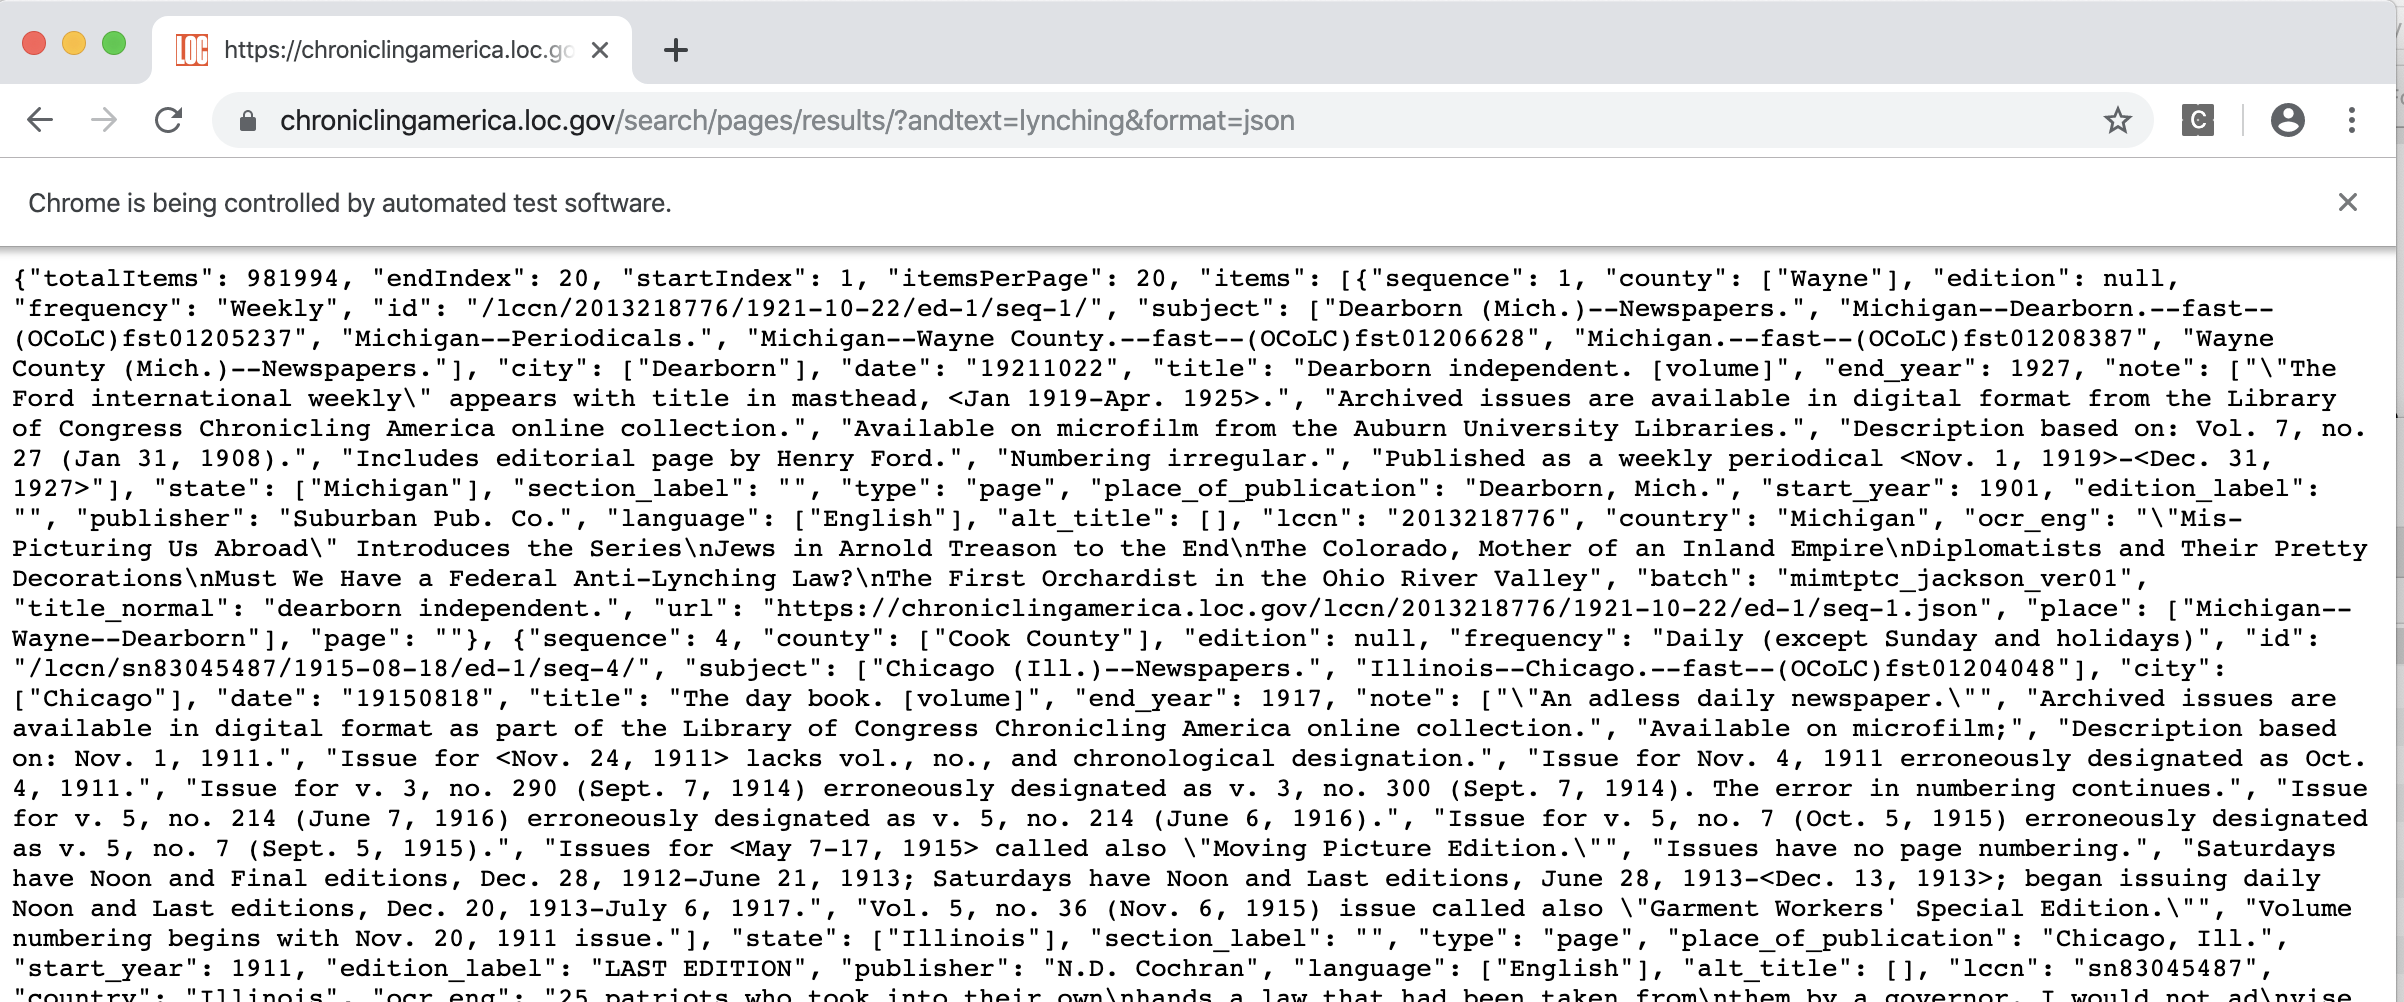 LOC https://chroniclingamerica.loc.go
chroniclingamerica.loc.gov/search/pages/results/?andtext=lynching&format=json
C
Chrome is being controlled by automated test software.
{"totalItems": 981994, "endIndex": 20, "startIndex": 1, "itemsPerPage": 20, "items": [{"sequence": 1, "county": ["Wayne"], "edition": null,
"frequency": "Weekly", "id": "/lccn/2013218776/1921-10-22/ed-1/seq-1/", "subject": ["Dearborn (Mich.)--Newspapers.", "Michigan--Dearborn.--fast--
(OCoLC)fst01205237", "Michigan--Periodicals.", "Michigan--Wayne County.--fast--(OCoLC)fst01206628", "Michigan.--fast--(OCoLC)fst01208387", "Wayne
County (Mich.)--Newspapers."], "city": ["Dearborn"], "date": "19211022", "title": "Dearborn independent. [volume]", "end_year": 1927, "note": ["\"The
Ford international weekly\" appears with title in masthead, <Jan 1919-Apr. 1925>.", "Archived issues are available in digital format from the Library
of Congress Chronicling America online collection.", "Available on microfilm from the Auburn University Libraries.", "Description based on: Vol. 7, no.
27 (Jan 31, 1908).", "Includes editorial page by Henry Ford.", "Numbering irregular.", "Published as a weekly periodical <Nov. 1, 1919>-<Dec. 31,
1927>"], "state": ["Michigan"], "section_label": "", "type": "page", "place_of_publication": "Dearborn, Mich.", "start_year": 1901, "edition_label":
"", "publisher": "Suburban Pub. Co.", "language": ["English"], "alt_title": [], "lccn": "2013218776", "country": "Michigan", "ocr_eng": "\"Mis-
Picturing Us Abroad\" Introduces the Series\nJews in Arnold Treason to the End\nThe Colorado, Mother of an Inland Empire\nDiplomatists and Their Pretty
Decorations\nMust We Have a Federal Anti-Lynching Law?\nThe First Orchardist in the Ohio River Valley", "batch": "mimtptc_jackson_ver01",
"title_normal": "dearborn independent.", "url": "https://chroniclingamerica.loc.gov/lccn/2013218776/1921-10-22/ed-1/seq-1.json", "place": ["Michigan--
Wayne--Dearborn"], "page": ""}, {"sequence": 4, "county": ["Cook County"], "edition": null, "frequency": "Daily (except Sunday and holidays)", "id":
"/lccn/sn83045487/1915-08-18/ed-1/seq-4/", "subject": ["Chicago (Ill.)--Newspapers.", "Illinois--Chicago.--fast--(OCoLC)fst01204048"], "city":
["Chicago"], "date": "19150818", "title": "The day book. [volume]", "end_year": 1917, "note": ["\"An adless daily newspaper.\"", "Archived issues are
available in digital format as part of the Library of Congress Chronicling America online collection.", "Available on microfilm;", "Description based
on: Nov. 1, 1911.", "Issue for <Nov. 24, 1911> lacks vol., no., and chronological designation.", "Issue for Nov. 4, 1911 erroneously designated as Oct.
4, 1911.", "Issue for v. 3, no. 290 (Sept. 7, 1914) erroneously designated as v. 3, no. 300 (Sept. 7, 1914). The error in numbering continues.", "Issue
for v. 5, no. 214 (June 7, 1916) erroneously designated as v. 5, no. 214 (June 6, 1916).", "Issue for v. 5, no. 7 (Oct. 5, 1915) erroneously designated
as v. 5, no. 7 (Sept. 5, 1915).", "Issues for <May 7-17, 1915> called also \"Moving Picture Edition.\"", "Issues have no page numbering.", "Saturdays
have Noon and Final editions, Dec. 28, 1912-June 21, 1913; Saturdays have Noon and Last editions, June 28, 1913-<Dec. 13, 1913>; began issuing daily
Noon and Last editions, Dec. 20, 1913-July 6, 1917.", "Vol. 5, no. 36 (Nov. 6, 1915) issue called also \"Garment Workers' Special Edition.\"", "Volume
numbering begins with Nov. 20, 1911 issue."], "state": ["Illinois"], "section_label": "", "type": "page", "place_of_publication": "Chicago, Ill.",
"start_year": 1911, "edition_label": "LAST EDITION", "publisher": "N.D. Cochran", "language": ["English"], "alt_title": [], "lccn": "sn83045487",
"country": "Illinois", "ocr_eng": "25 patriots who took into their own\nhands a law that had been taken from\nthem by a governor. I would not ad\nvise